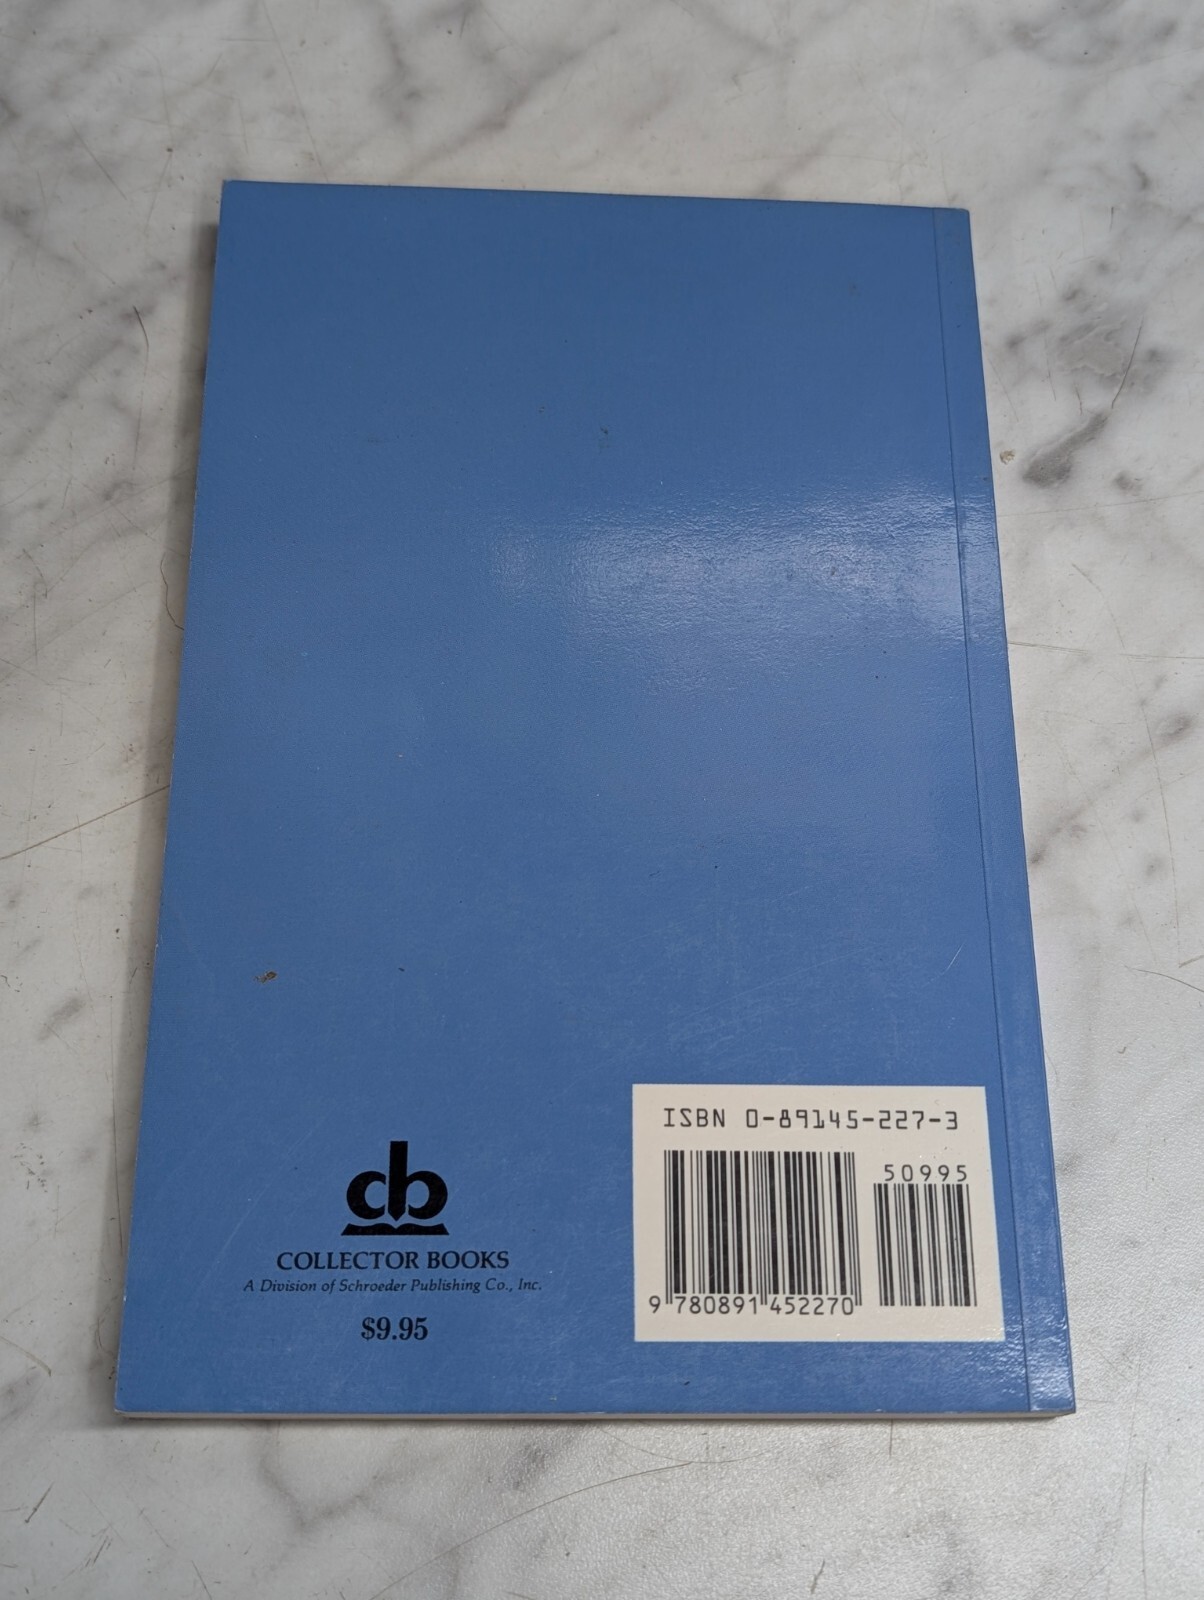 cb
COLLECTOR BOOKS
A Division of Schroeder Publishing Co., Inc.
$9.95
ISBN 0-89145-227-3
50995
9 780891 452270